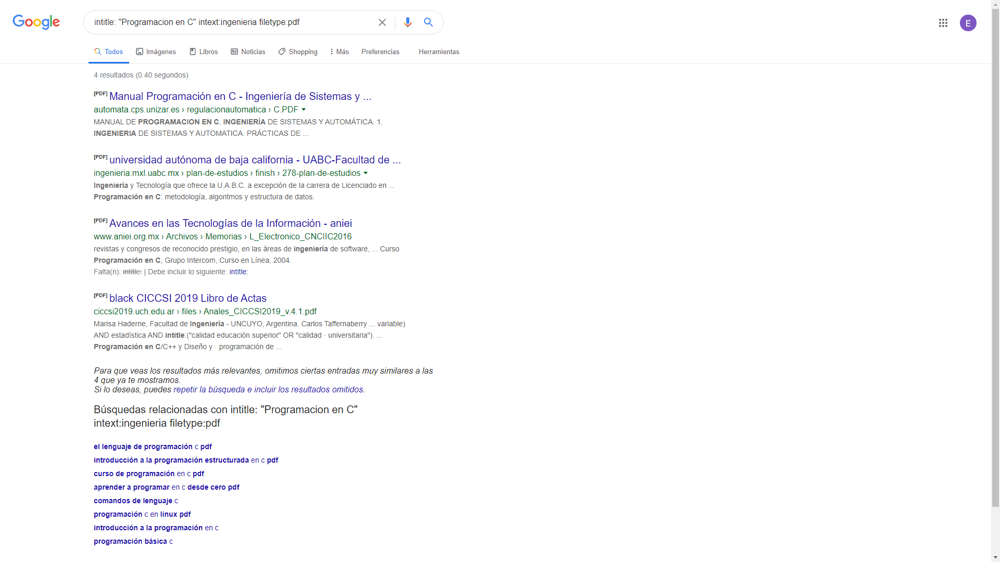 Google
intitle: "Programacion en C" intext:ingenieria filetype:pdf
E
Todos Imágenes Libros Noticias Shopping Más Preferencias Herramientas
4 resultados (0.40 segundos)
[PDF] Manual Programación en C - Ingeniería de Sistemas y ...
automata.cps.unizar.es › regulacionautomatica › C.PDF
MANUAL DE PROGRAMACION EN C. INGENIERÍA DE SISTEMAS Y AUTOMÁTICA. 1.
INGENIERIA DE SISTEMAS Y AUTOMATICA. PRÁCTICAS DE ...
[PDF] universidad autónoma de baja california - UABC-Facultad de ...
ingenieria.mxl.uabc.mx › plan-de-estudios › finish › 278-plan-de-estudios
Ingeniería y Tecnología que ofrece la U.A.B.C. a excepción de la carrera de Licenciado en ...
Programación en C: metodología, algoritmos y estructura de datos.
[PDF] Avances en las Tecnologías de la Información - aniei
www.aniei.org.mx › Archivos › Memorias › L_Electronico_CNCIIC2016
revistas y congresos de reconocido prestigio, en las áreas de ingeniería de software, ... Curso
Programación en C, Grupo Intercom, Curso en Línea, 2004.
Falta(n): intitle: | Debe incluir lo siguiente: intitle:
[PDF] black CICCSI 2019 Libro de Actas
ciccsi2019.uch.edu.ar › files › Anales_CICCSI2019_v.4.1.pdf
Marisa Haderne, Facultad de Ingeniería - UNCUYO, Argentina. Carlos Taffernaberry ... variable)
AND estadística AND intitle:("calidad educación superior" OR "calidad · universitaria"). ...
Programación en C/C++ y Diseño y · programación de ...
Para que veas los resultados más relevantes, omitimos ciertas entradas muy similares a las
4 que ya te mostramos.
Si lo deseas, puedes repetir la búsqueda e incluir los resultados omitidos.
Búsquedas relacionadas con intitle: "Programacion en C"
intext:ingenieria filetype:pdf
el lenguaje de programación c pdf
introducción a la programación estructurada en c pdf
curso de programación en c pdf
aprender a programar en c desde cero pdf
comandos de lenguaje c
programación c en linux pdf
introducción a la programación en c
programación básica c